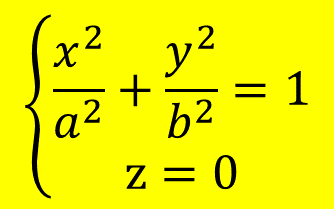 { x²/a² + y²/b² = 1
z = 0